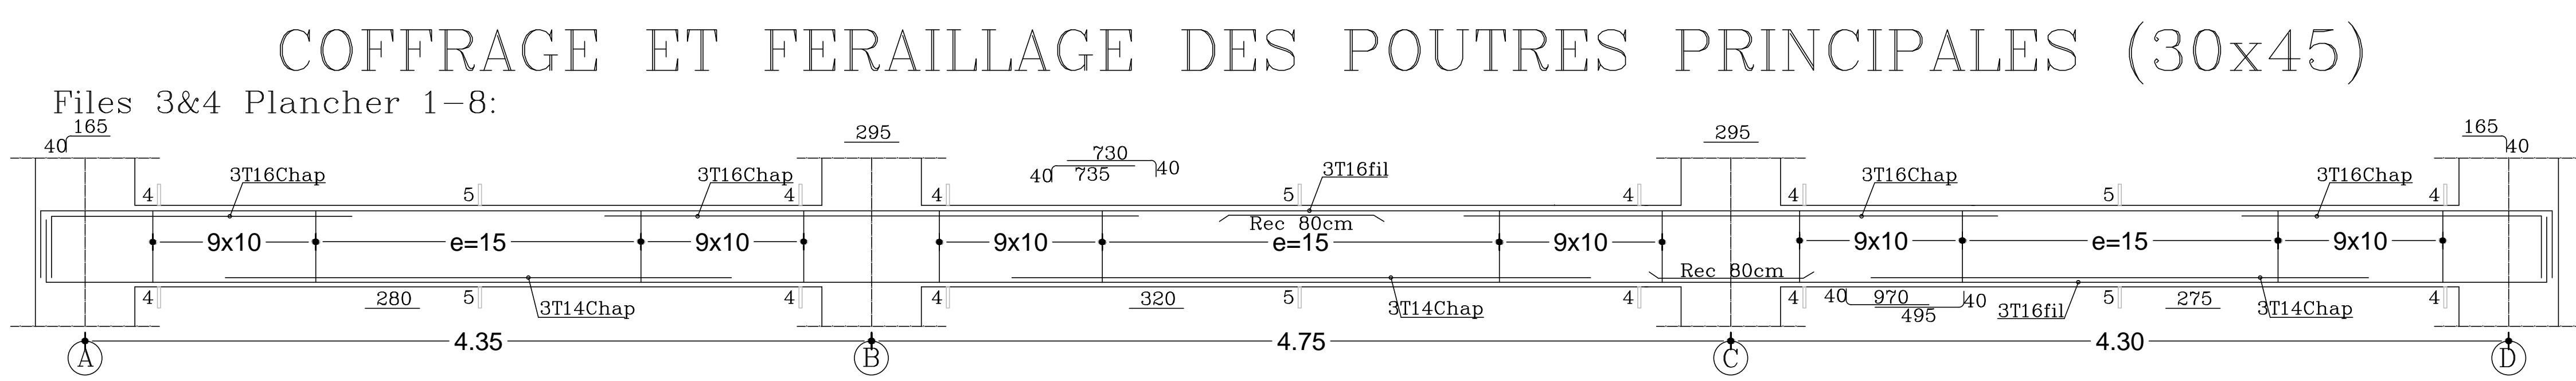 COFFRAGE ET FERAILLAGE DES POUTRES PRINCIPALES (30x45)
Files 3&4 Plancher 1-8:
165
40
295
730
40 735 40
295
165
40
3T16Chap 3T16Chap 3T16fil 3T16Chap 3T16Chap
4 5 4 4 5 4 4 5 4
Rec 80cm
9x10 e=15 9x10 9x10 e=15 9x10 9x10 e=15 9x10
Rec 80cm
4 5 4 4 5 4 4 5 4
280 320 40 970 40 275
495
3T14Chap 3T14Chap 3T16fil 3T14Chap
4.35 4.75 4.30
A B C D